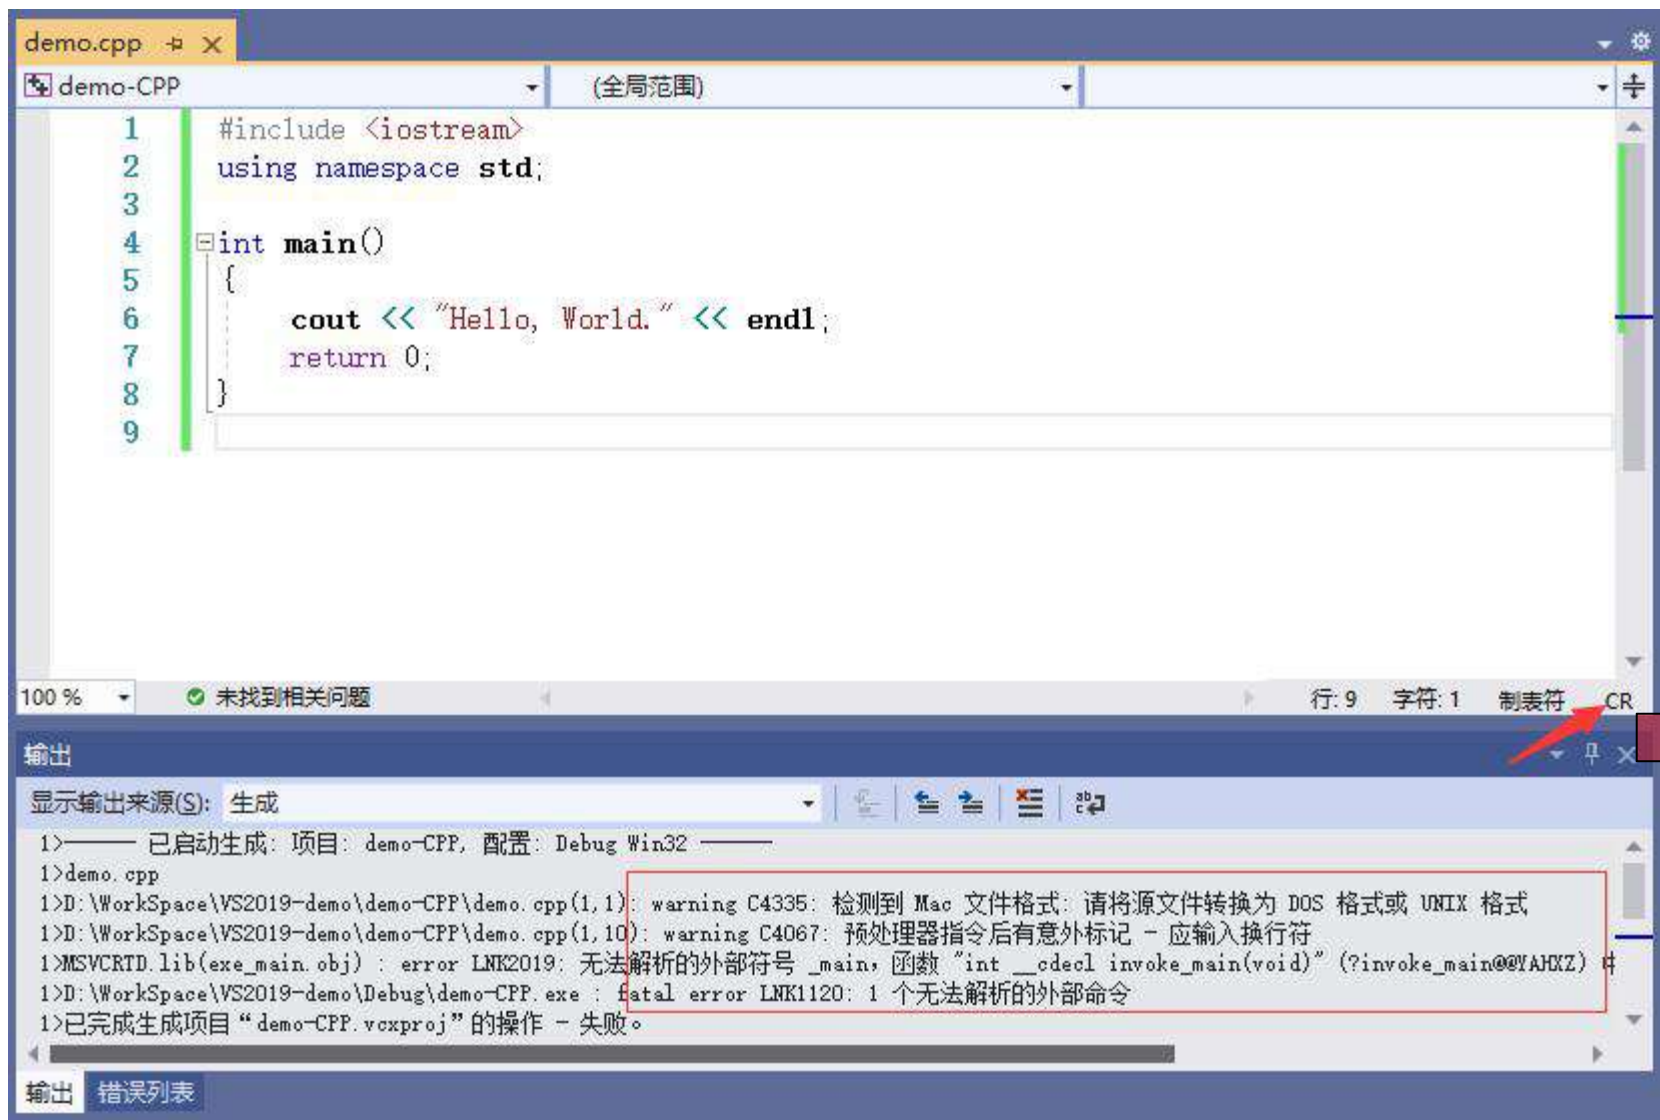 demo.cpp
demo-CPP (全局范围)
1 #include <iostream>
2 using namespace std;
3
4 int main()
5 {
6 cout << "Hello, World." << endl;
7 return 0;
8 }
9
100 % 未找到相关问题 行: 9 字符: 1 制表符 CR
输出
显示输出来源(S): 生成
1>—— 已启动生成: 项目: demo-CPP, 配置: Debug Win32 ——
1>demo.cpp
1>D:\WorkSpace\VS2019-demo\demo-CPP\demo.cpp(1,1): warning C4335: 检测到 Mac 文件格式: 请将源文件转换为 DOS 格式或 UNIX 格式
1>D:\WorkSpace\VS2019-demo\demo-CPP\demo.cpp(1,10): warning C4067: 预处理器指令后有意外标记 - 应输入换行符
1>MSVCRTD.lib(exe_main.obj) : error LNK2019: 无法解析的外部符号 _main，函数 "int __cdecl invoke_main(void)" (?invoke_main@@YAHXZ)
1>D:\WorkSpace\VS2019-demo\Debug\demo-CPP.exe : fatal error LNK1120: 1 个无法解析的外部命令
1>已完成生成项目“demo-CPP.vcxproj”的操作 - 失败。
输出 错误列表